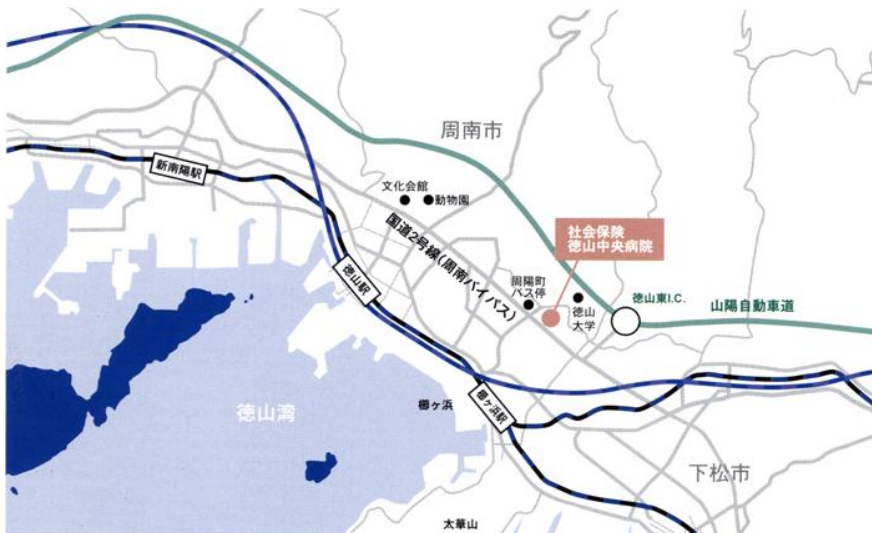 周南市
新南陽駅
文化会館
動物園
国道2号線(周南バイパス)
社会保険
徳山中央病院
徳山駅
周陽町
バス停
徳山
大学
徳山東I.C.
山陽自動車道
徳山湾
櫛ヶ浜
櫛ヶ浜駅
下松市
太華山